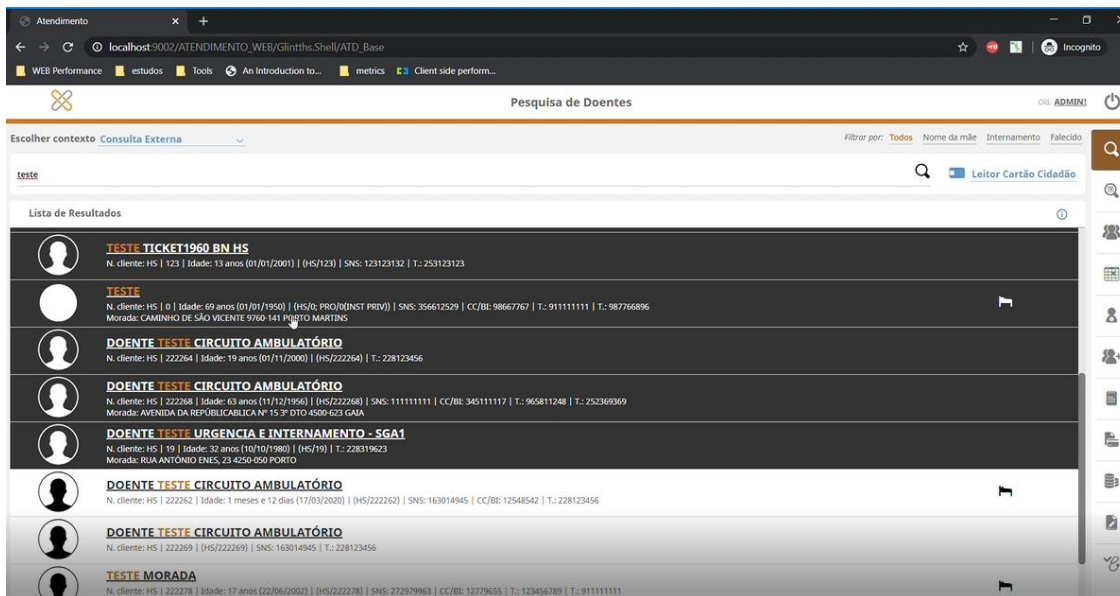 Atendimento
localhost:9002/ATENDIMENTO_WEB/Glintths.Shell/ATD_Base
Incognito
WEB Performance estudos Tools An Introduction to... metrics Client side perform...
Pesquisa de Doentes
Olá, ADMIN!
Escolher contexto Consulta Externa
Filtrar por: Todos Nome da mãe Internamento Falecido
teste
Leitor Cartão Cidadão
Lista de Resultados
TESTE TICKET1960 BN HS
N. cliente: HS | 123 | Idade: 13 anos (01/01/2001) | (HS/123) | SNS: 123123132 | T.: 253123123
TESTE
N. cliente: HS | 0 | Idade: 69 anos (01/01/1950) | (HS/0; PRO/0(INST PRIV)) | SNS: 356612529 | CC/BI: 98667767 | T.: 911111111 | T.: 987766896
Morada: CAMINHO DE SÃO VICENTE 9760-141 PORTO MARTINS
DOENTE TESTE CIRCUITO AMBULATÓRIO
N. cliente: HS | 222264 | Idade: 19 anos (01/11/2000) | (HS/222264) | T.: 228123456
DOENTE TESTE CIRCUITO AMBULATÓRIO
N. cliente: HS | 222268 | Idade: 63 anos (11/12/1956) | (HS/222268) | SNS: 111111111 | CC/BI: 345111117 | T.: 965811248 | T.: 252369369
Morada: AVENIDA DA REPÚBLICABLICA Nº 15 3º DTO 4500-623 GAIA
DOENTE TESTE URGENCIA E INTERNAMENTO - SGA1
N. cliente: HS | 19 | Idade: 32 anos (10/10/1980) | (HS/19) | T.: 228319623
Morada: RUA ANTÓNIO ENES, 23 4250-050 PORTO
DOENTE TESTE CIRCUITO AMBULATÓRIO
N. cliente: HS | 222262 | Idade: 1 meses e 12 dias (17/03/2020) | (HS/222262) | SNS: 163014945 | CC/BI: 12548542 | T.: 228123456
DOENTE TESTE CIRCUITO AMBULATÓRIO
N. cliente: HS | 222269 | (HS/222269) | SNS: 163014945 | T.: 228123456
TESTE MORADA
N. cliente: HS | 222278 | Idade: 17 anos (22/06/2002) | (HS/222278) | SNS: 272979963 | CC/BI: 12779655 | T.: 123456789 | T.: 911111111